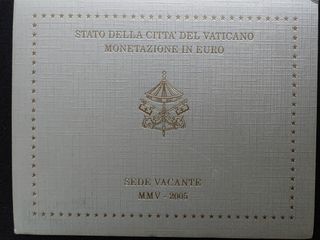 STATO DELLA CITTA' DEL VATICANO
MONETAZIONE IN EURO
SEDE VACANTE
MMV - 2005